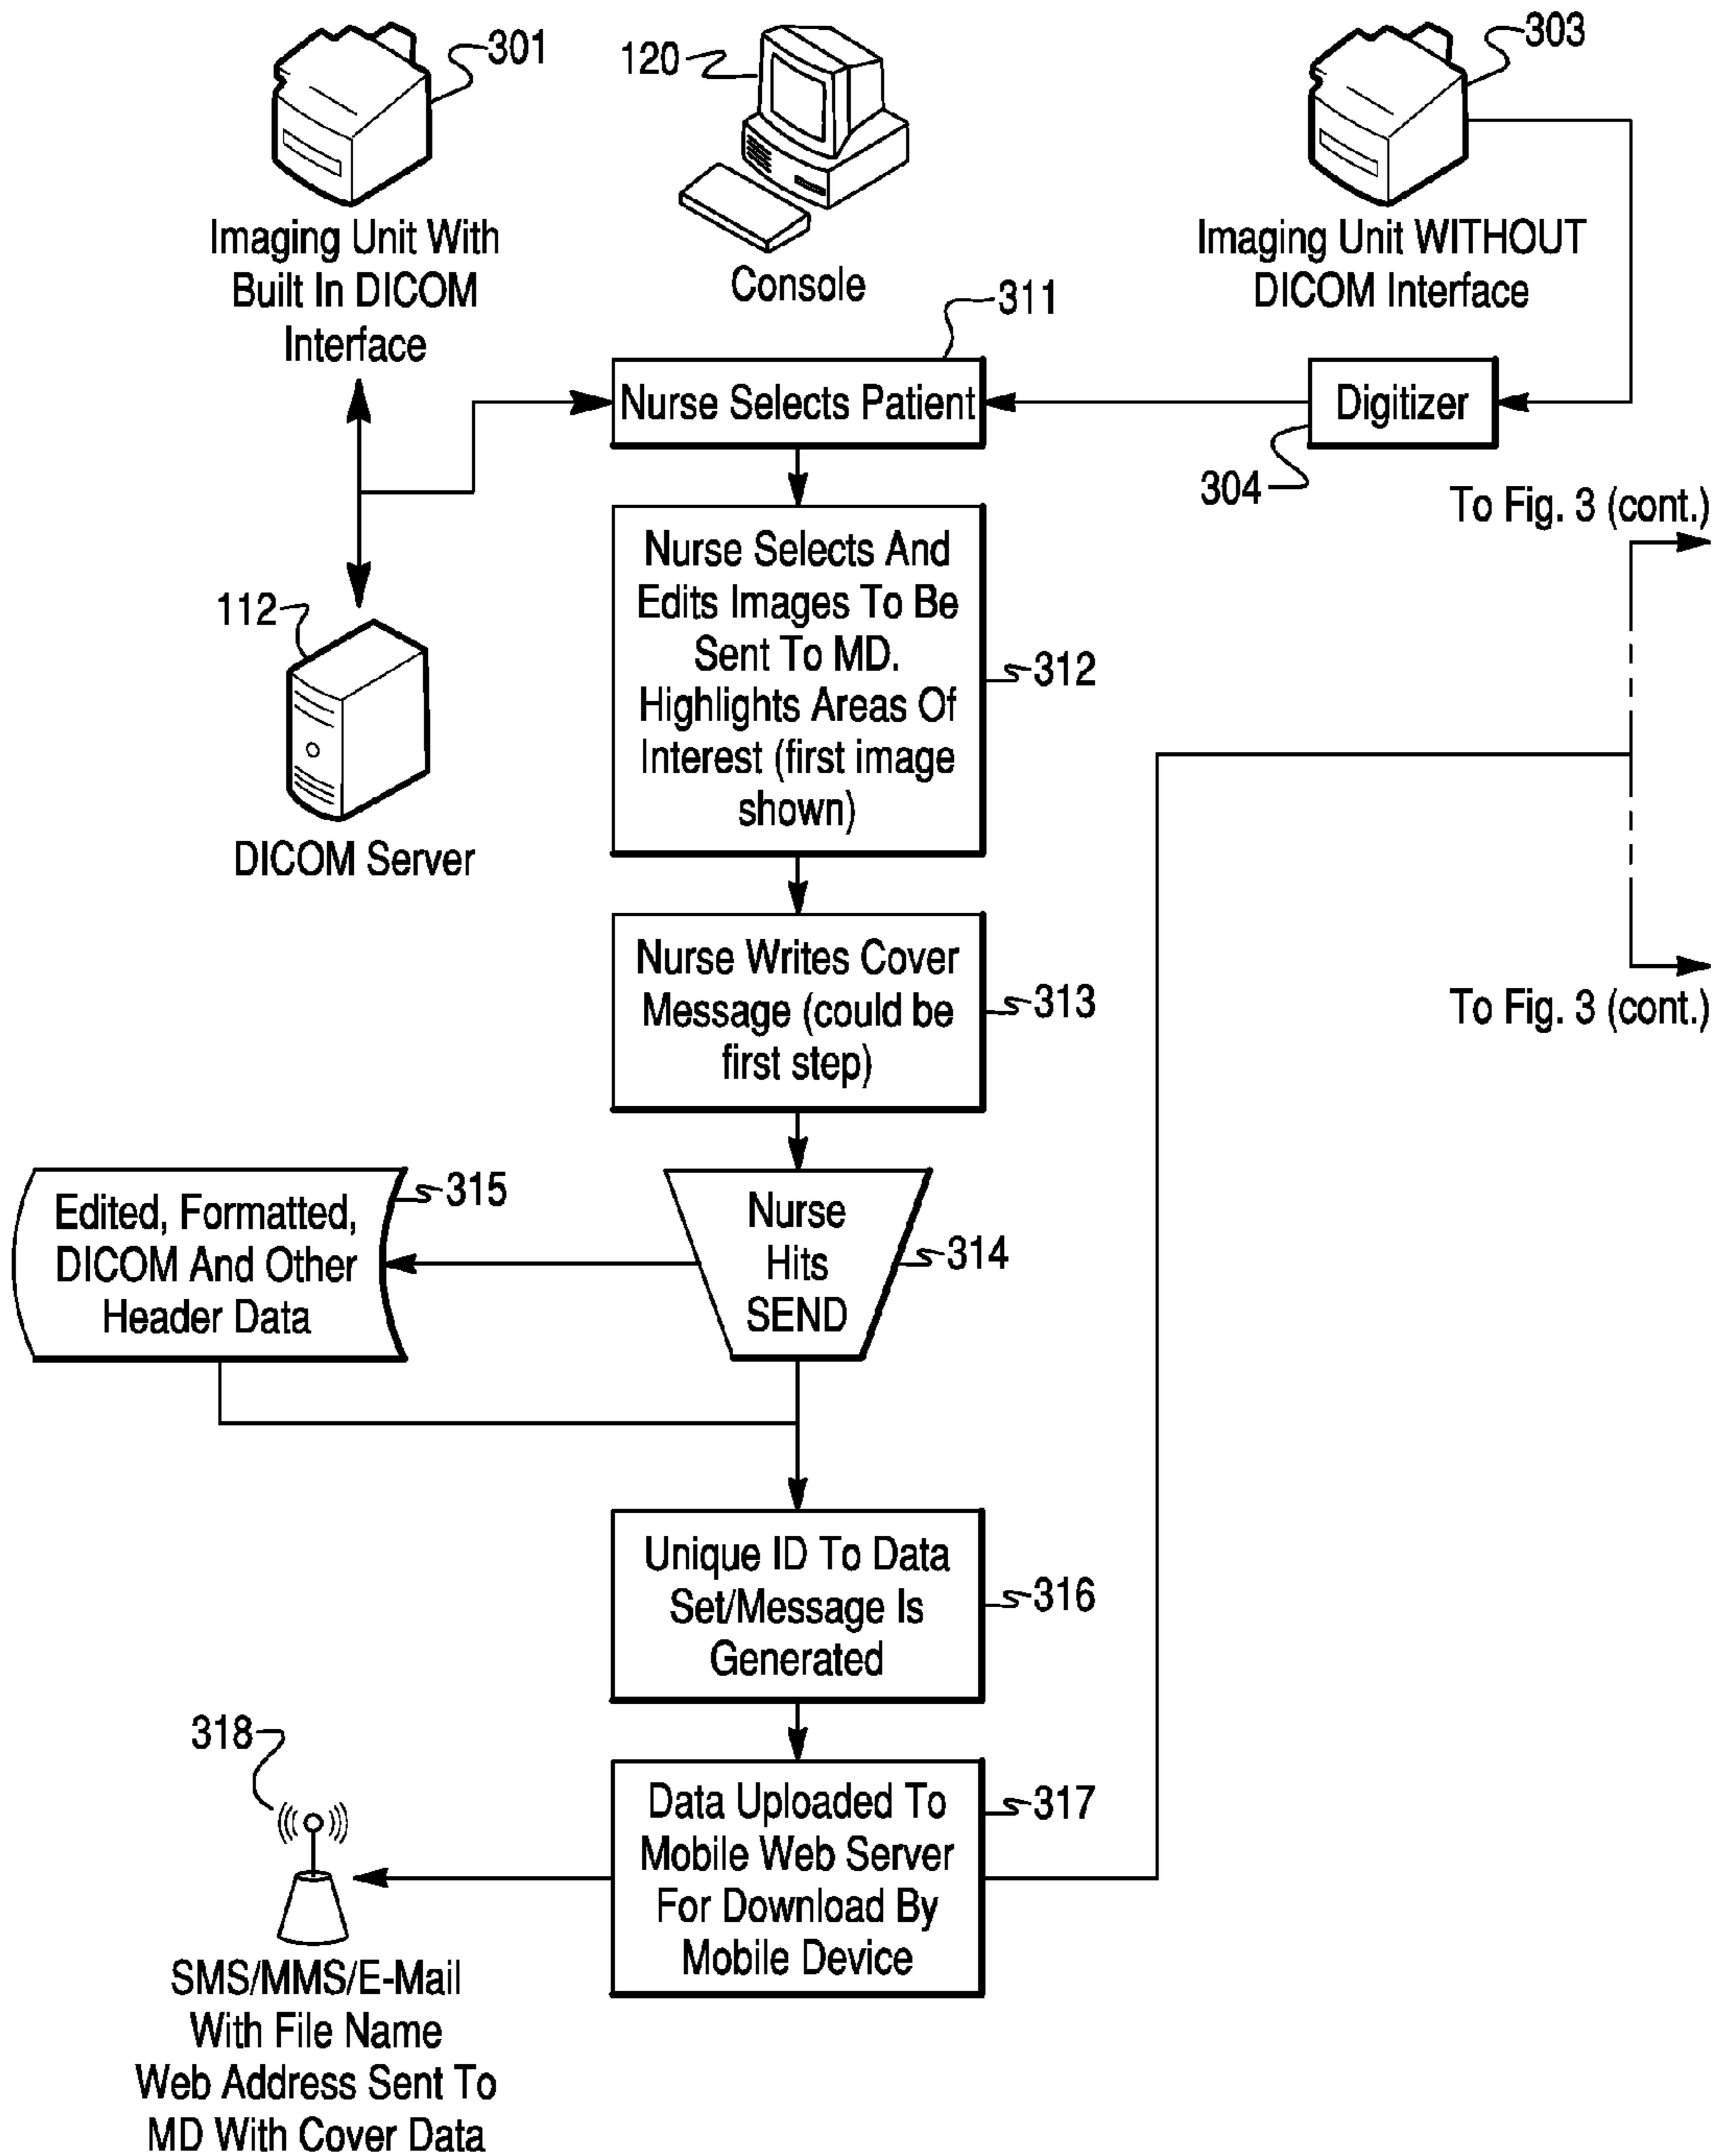 301
120
303
Imaging Unit With
Built In DICOM
Interface
Console
Imaging Unit WITHOUT
DICOM Interface
311
Nurse Selects Patient
Digitizer
304
To Fig. 3 (cont.)
Nurse Selects And
Edits Images To Be
Sent To MD.
Highlights Areas Of
Interest (first image
shown)
312
112
DICOM Server
Nurse Writes Cover
Message (could be
first step)
313
To Fig. 3 (cont.)
Edited, Formatted,
DICOM And Other
Header Data
315
Nurse
Hits
SEND
314
Unique ID To Data
Set/Message Is
Generated
316
318
Data Uploaded To
Mobile Web Server
For Download By
Mobile Device
317
SMS/MMS/E-Mail
With File Name
Web Address Sent To
MD With Cover Data